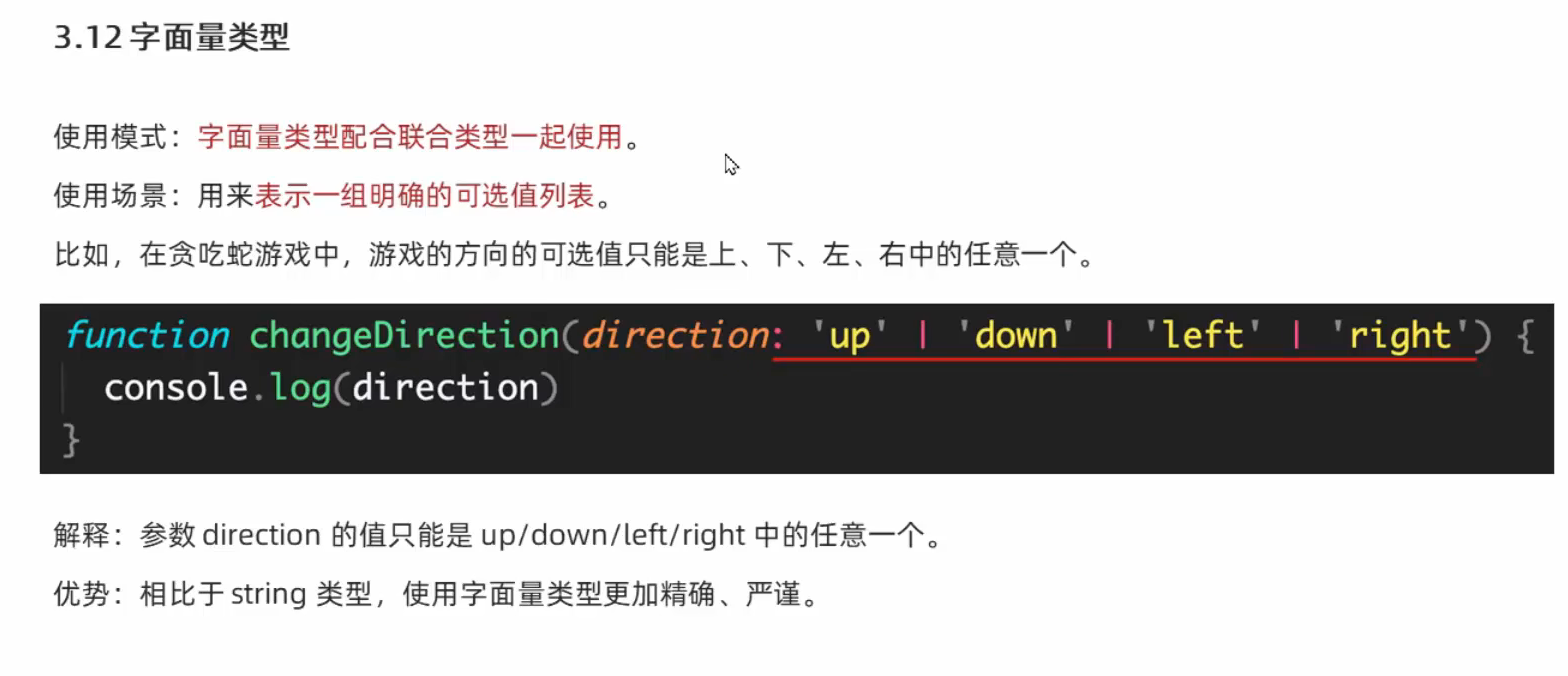 3.12 字面量类型
使用模式：字面量类型配合联合类型一起使用。
使用场景：用来表示一组明确的可选值列表。
比如，在贪吃蛇游戏中，游戏的方向的可选值只能是上、下、左、右中的任意一个。
function changeDirection(direction: 'up' | 'down' | 'left' | 'right') {
  console.log(direction)
}
解释：参数 direction 的值只能是 up/down/left/right 中的任意一个。
优势：相比于 string 类型，使用字面量类型更加精确、严谨。